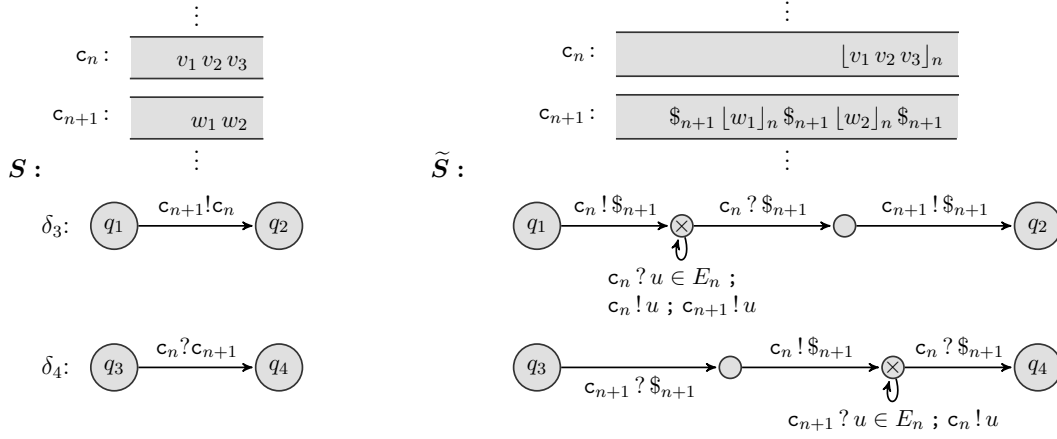 ⋮ ⋮
c_n : v_1 v_2 v_3 c_n : ⌊v_1 v_2 v_3⌋_n
c_{n+1} : w_1 w_2 c_{n+1} : $_{n+1} ⌊w_1⌋_n $_{n+1} ⌊w_2⌋_n $_{n+1}
⋮ ⋮
S : S̃ :
δ_3: q_1 c_{n+1}!c_n q_2 q_1 c_n ! $_{n+1} × c_n ? $_{n+1} c_{n+1} ! $_{n+1} q_2
c_n ? u ∈ E_n ;
c_n ! u ; c_{n+1} ! u
δ_4: q_3 c_n?c_{n+1} q_4 q_3 c_{n+1} ? $_{n+1} c_n ! $_{n+1} × c_n ? $_{n+1} q_4
c_{n+1} ? u ∈ E_n ; c_n ! u